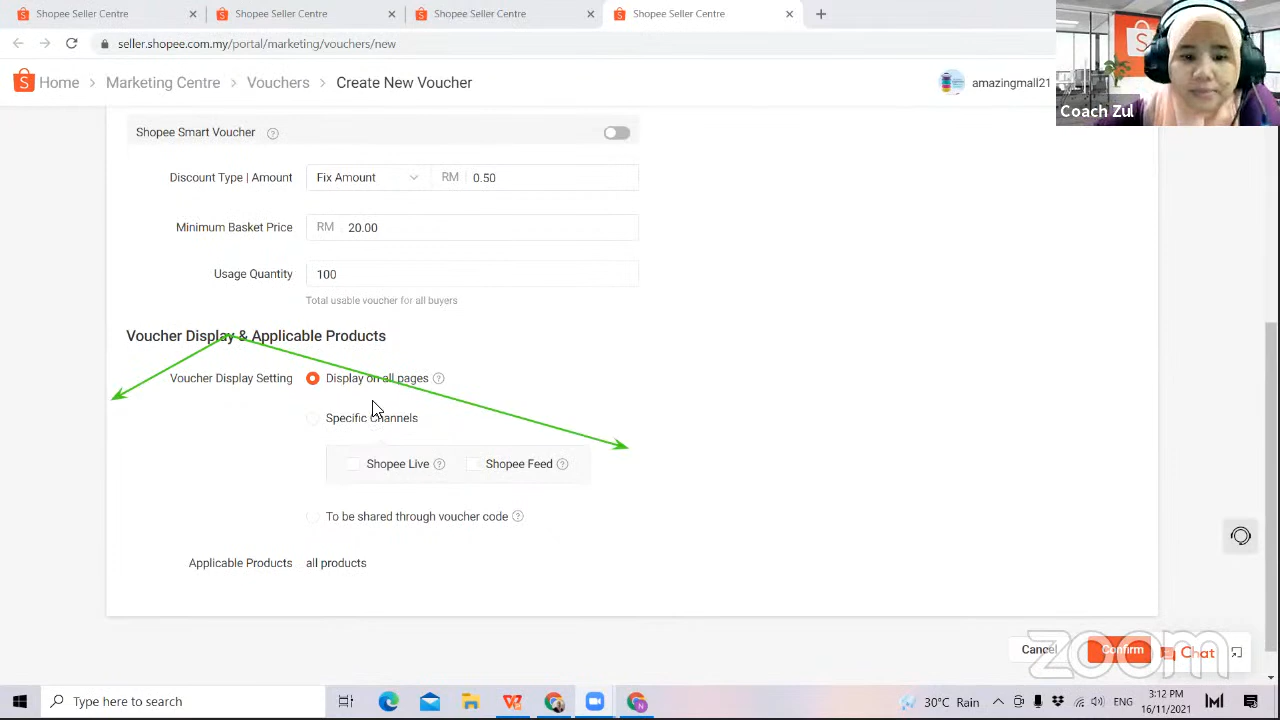 Shopee Seller Centre
Shopee Seller Centre
Shopee Seller Centre
Shopee Seller Centre
seller.shopee.com.my/portal/marketing/vouchers/new
Home > Marketing Centre > Vouchers > Create New Voucher
amazingmall21
Coach Zul
Shopee Smart Voucher
Discount Type | Amount
Fix Amount
RM 0.50
Minimum Basket Price
RM 20.00
Usage Quantity
100
Total usable voucher for all buyers
Voucher Display & Applicable Products
Voucher Display Setting
Display on all pages
Specific Channels
Shopee Live
Shopee Feed
To be shared through voucher code
Applicable Products
all products
Cancel
Confirm
Chat
zoom
Type here to search
30°C Rain
ENG
3:12 PM
16/11/2021